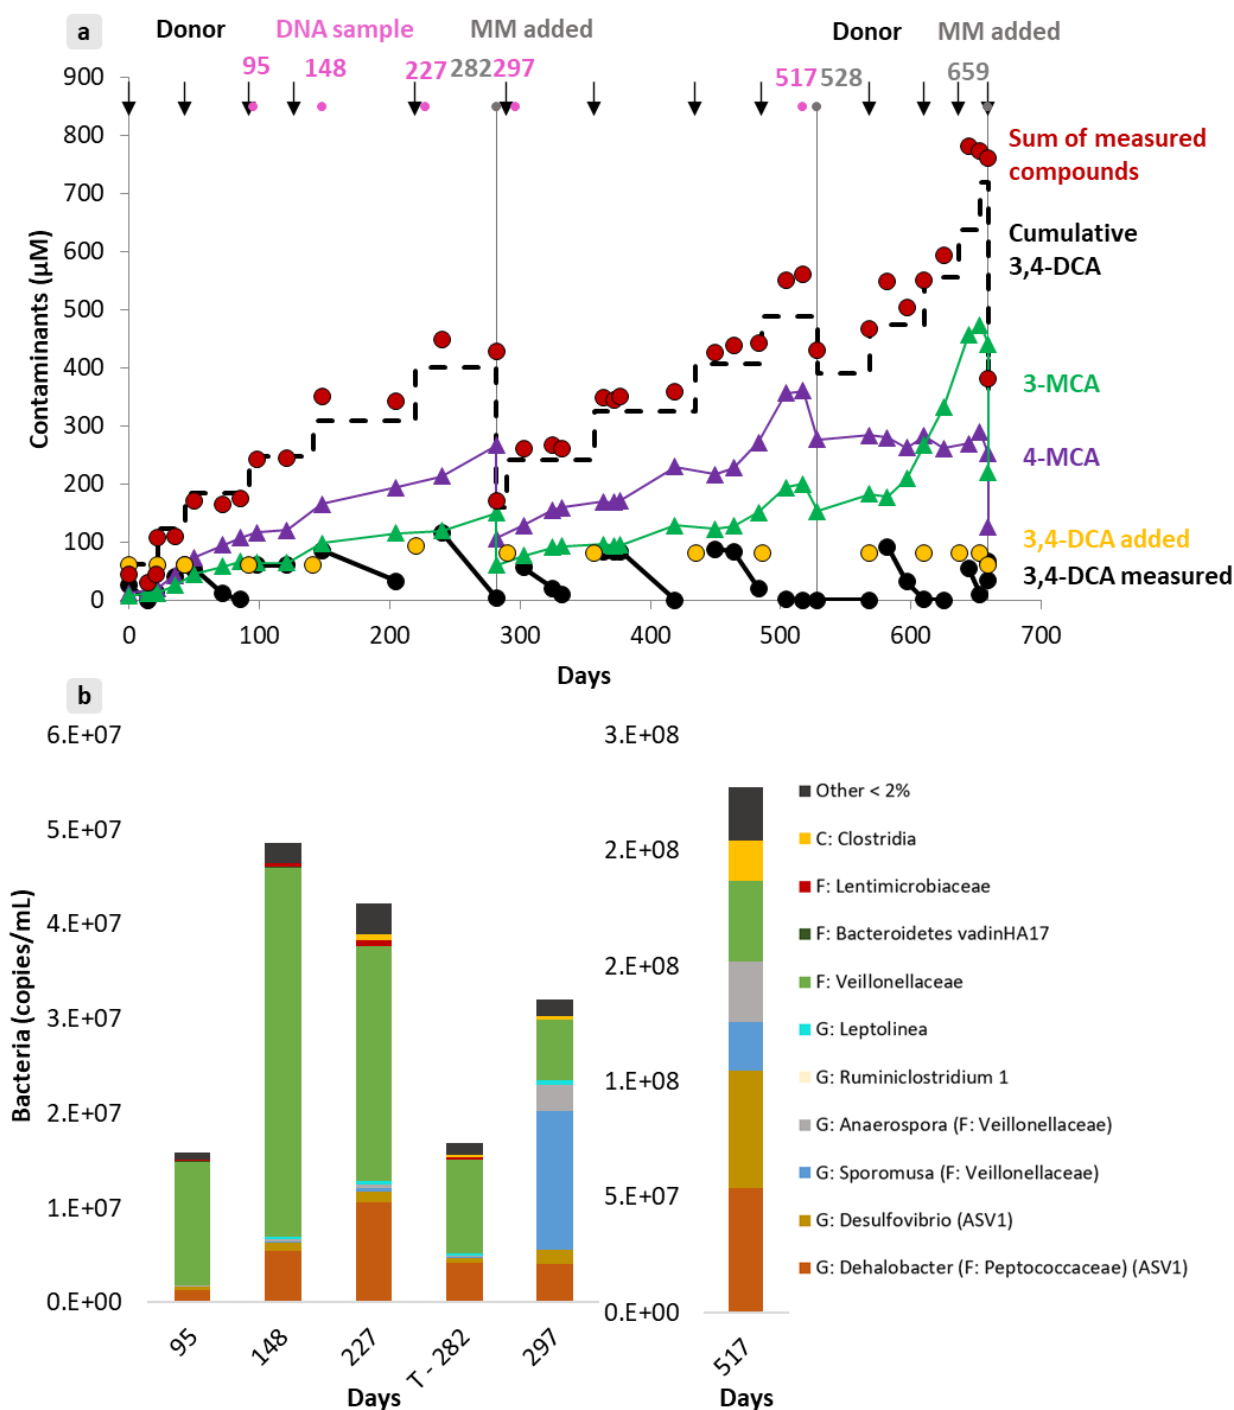 a
Donor DNA sample MM added Donor MM added
95 148 227 282 297 517 528 659
900
800
700
600
500
400
300
200
100
0
Contaminants (µM)
0 100 200 300 400 500 600 700
Days
Sum of measured
compounds
Cumulative
3,4-DCA
3-MCA
4-MCA
3,4-DCA added
3,4-DCA measured
b
6.E+07
5.E+07
4.E+07
3.E+07
2.E+07
1.E+07
0.E+00
Bacteria (copies/mL)
95 148 227 T - 282 297
Days
3.E+08
2.E+08
2.E+08
1.E+08
5.E+07
0.E+00
517
Days
Other < 2%
C: Clostridia
F: Lentimicrobiaceae
F: Bacteroidetes vadinHA17
F: Veillonellaceae
G: Leptolinea
G: Ruminiclostridium 1
G: Anaerospora (F: Veillonellaceae)
G: Sporomusa (F: Veillonellaceae)
G: Desulfovibrio (ASV1)
G: Dehalobacter (F: Peptococcaceae) (ASV1)